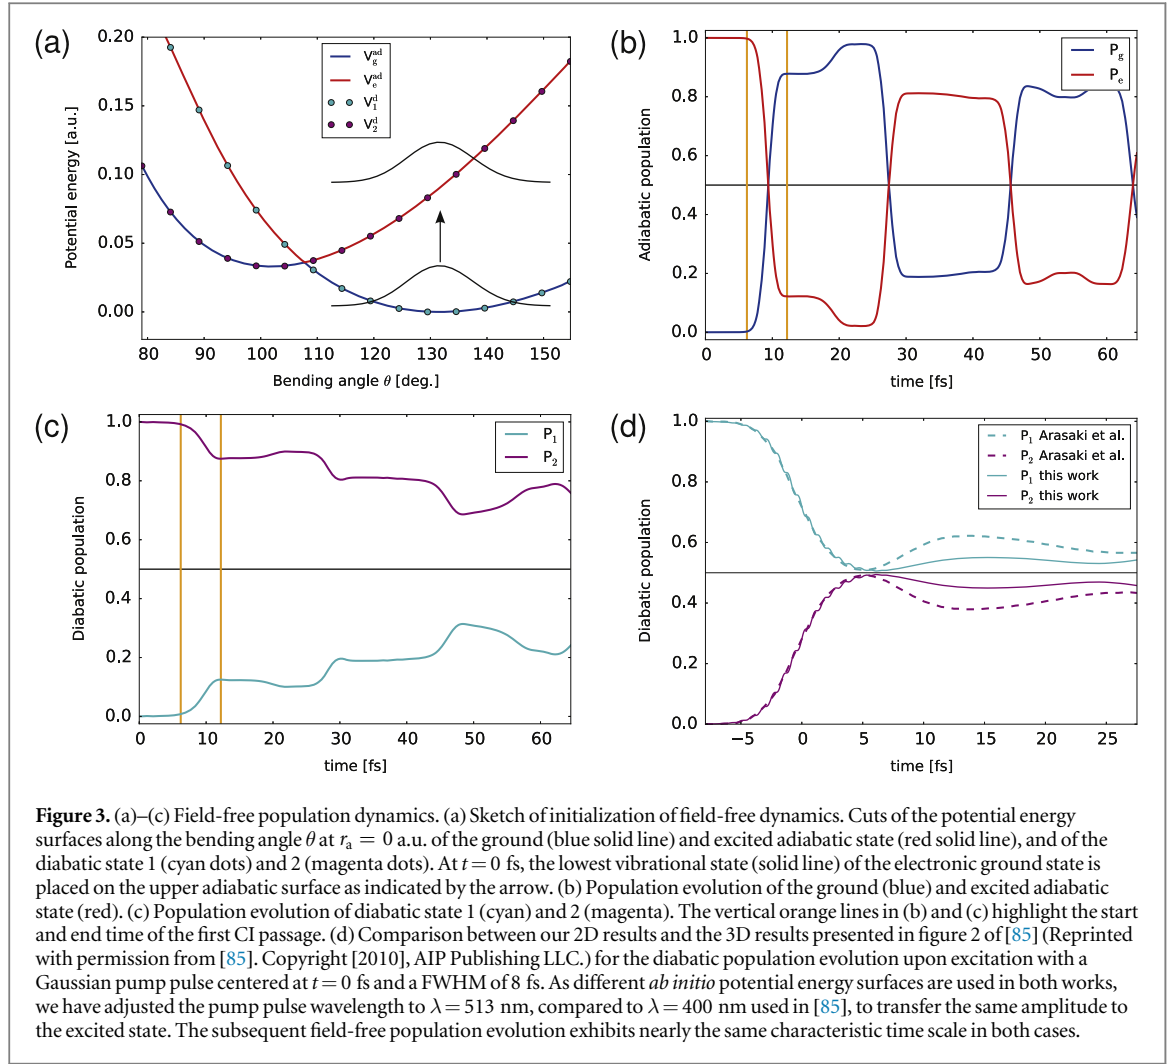 (a)
0.20
0.15
0.10
0.05
0.00
Potential energy [a.u.]
V_g^ad
V_e^ad
V_1^d
V_2^d
80 90 100 110 120 130 140 150
Bending angle θ [deg.]
(b)
1.0
0.8
0.6
0.4
0.2
0.0
Adiabatic population
P_g
P_e
0 10 20 30 40 50 60
time [fs]
(c)
1.0
0.8
0.6
0.4
0.2
0.0
Diabatic population
P_1
P_2
0 10 20 30 40 50 60
time [fs]
(d)
1.0
0.8
0.6
0.4
0.2
0.0
Diabatic population
P_1 Arasaki et al.
P_2 Arasaki et al.
P_1 this work
P_2 this work
−5 0 5 10 15 20 25
time [fs]
Figure 3. (a)–(c) Field-free population dynamics. (a) Sketch of initialization of field-free dynamics. Cuts of the potential energy
surfaces along the bending angle θ at r_a = 0 a.u. of the ground (blue solid line) and excited adiabatic state (red solid line), and of the
diabatic state 1 (cyan dots) and 2 (magenta dots). At t = 0 fs, the lowest vibrational state (solid line) of the electronic ground state is
placed on the upper adiabatic surface as indicated by the arrow. (b) Population evolution of the ground (blue) and excited adiabatic
state (red). (c) Population evolution of diabatic state 1 (cyan) and 2 (magenta). The vertical orange lines in (b) and (c) highlight the start
and end time of the first CI passage. (d) Comparison between our 2D results and the 3D results presented in figure 2 of [85] (Reprinted
with permission from [85]. Copyright [2010], AIP Publishing LLC.) for the diabatic population evolution upon excitation with a
Gaussian pump pulse centered at t = 0 fs and a FWHM of 8 fs. As different ab initio potential energy surfaces are used in both works,
we have adjusted the pump pulse wavelength to λ = 513 nm, compared to λ = 400 nm used in [85], to transfer the same amplitude to
the excited state. The subsequent field-free population evolution exhibits nearly the same characteristic time scale in both cases.